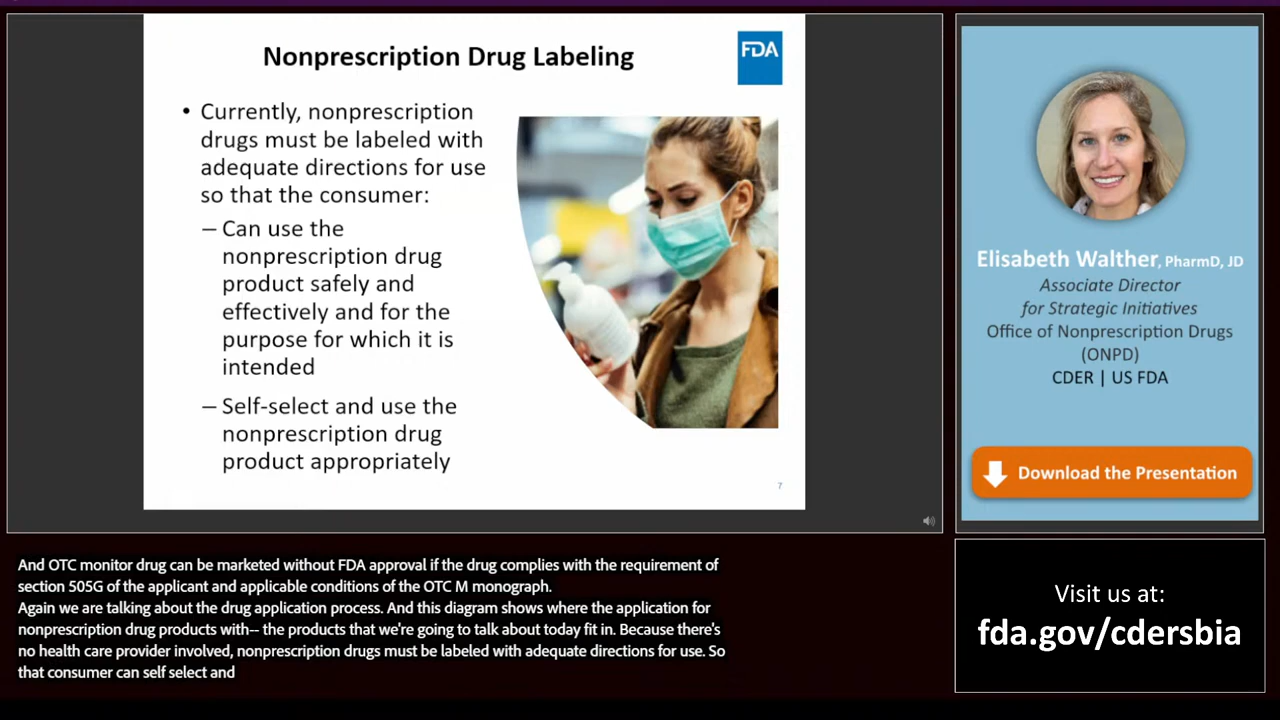 Nonprescription Drug Labeling
FDA
• Currently, nonprescription
drugs must be labeled with
adequate directions for use
so that the consumer:
– Can use the
nonprescription drug
product safely and
effectively and for the
purpose for which it is
intended
– Self-select and use the
nonprescription drug
product appropriately
7
Elisabeth Walther, PharmD, JD
Associate Director
for Strategic Initiatives
Office of Nonprescription Drugs
(ONPD)
CDER | US FDA
Download the Presentation
And OTC monitor drug can be marketed without FDA approval if the drug complies with the requirement of
section 505G of the applicant and applicable conditions of the OTC M monograph.
Again we are talking about the drug application process. And this diagram shows where the application for
nonprescription drug products with-- the products that we're going to talk about today fit in. Because there's
no health care provider involved, nonprescription drugs must be labeled with adequate directions for use. So
that consumer can self select and
Visit us at:
fda.gov/cdersbia